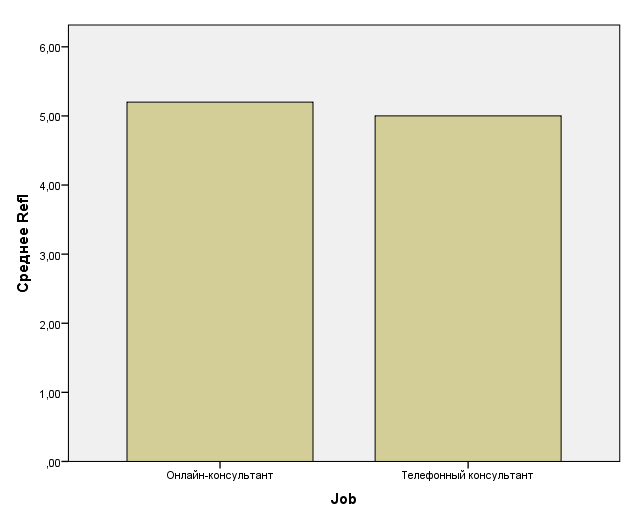 6,00
5,00
4,00
3,00
2,00
1,00
,00
Среднее Refl
Онлайн-консультант
Телефонный консультант
Job